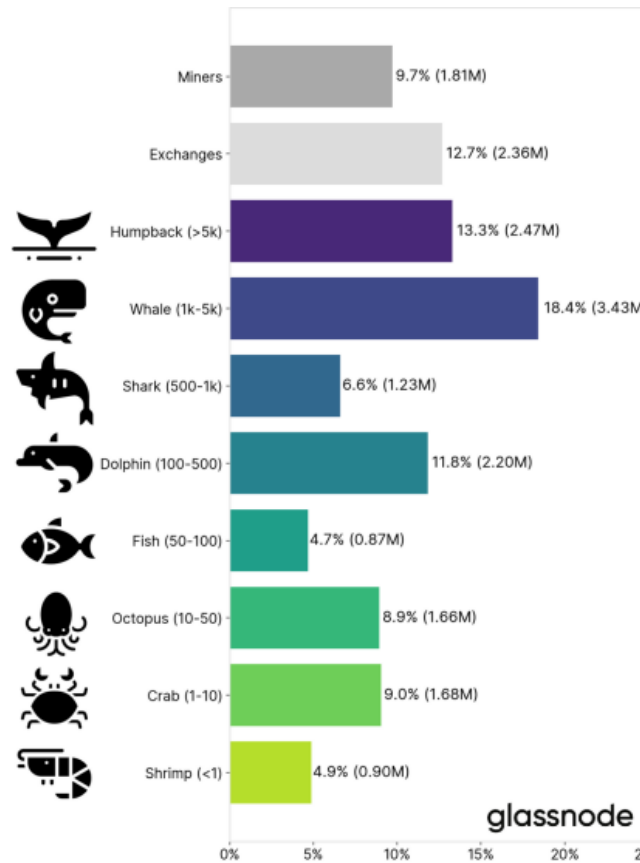 Miners 9.7% (1.81M)
Exchanges 12.7% (2.36M)
Humpback (>5k) 13.3% (2.47M)
Whale (1k-5k) 18.4% (3.43M
Shark (500-1k) 6.6% (1.23M)
Dolphin (100-500) 11.8% (2.20M)
Fish (50-100) 4.7% (0.87M)
Octopus (10-50) 8.9% (1.66M)
Crab (1-10) 9.0% (1.68M)
Shrimp (<1) 4.9% (0.90M)
glassnode
0% 5% 10% 15% 20%